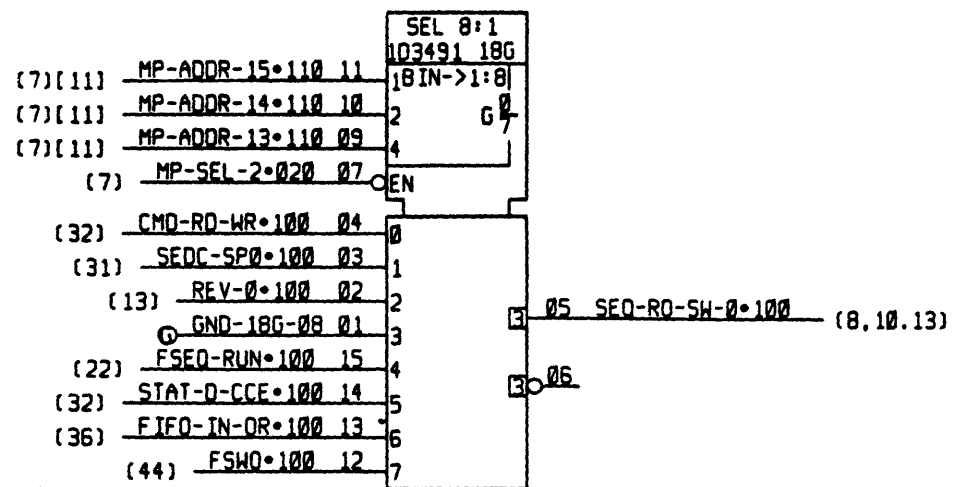 SEL 8:1
103491 18G
(7)[11] MP-ADDR-15•110 11 1 8IN->1:8
(7)[11] MP-ADDR-14•110 10 2 G 0/7
(7)[11] MP-ADDR-13•110 09 4
(7) MP-SEL-2•020 07 EN
(32) CMD-RD-WR•100 04 0
(31) SEDC-SP0•100 03 1
(13) REV-0•100 02 2
G GND-18G-08 01 3
(22) FSEQ-RUN•100 15 4
(32) STAT-D-CCE•100 14 5
(36) FIFO-IN-OR•100 13 6
(44) FSWO•100 12 7
3 05 SEQ-RD-SW-0•100 (8,10.13)
3 06